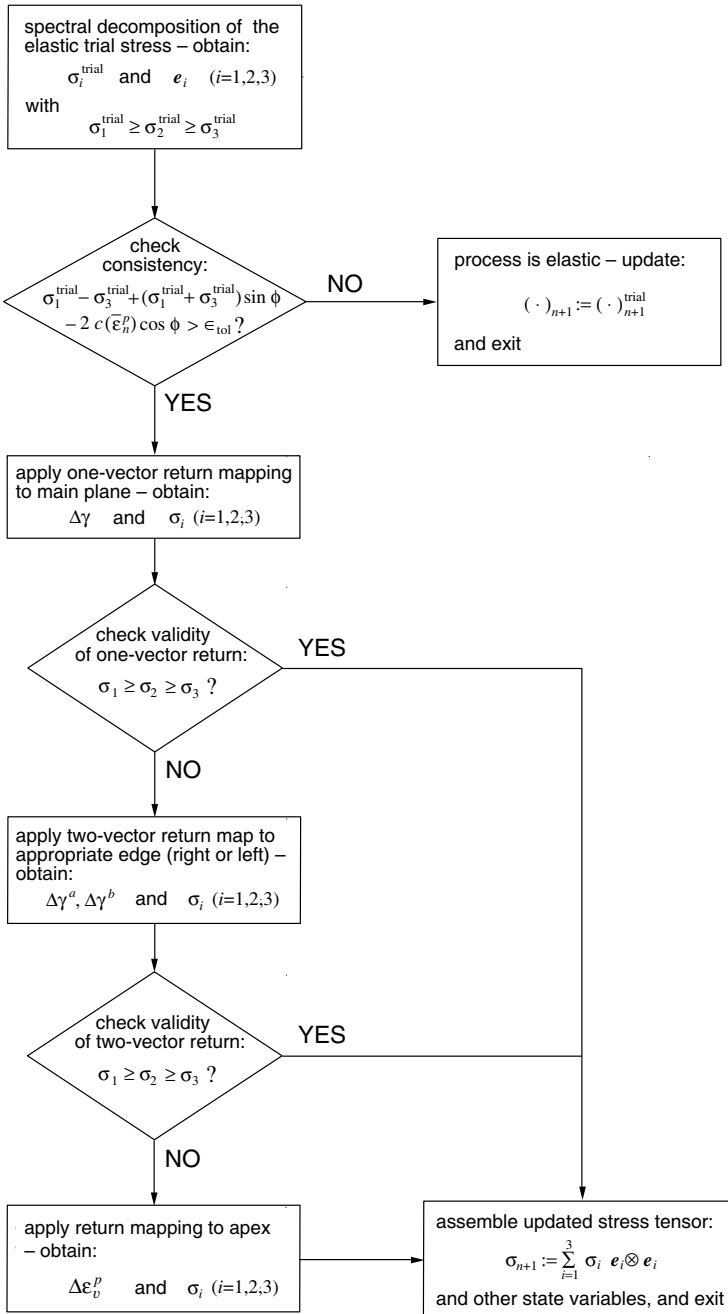 spectral decomposition of the
elastic trial stress – obtain:
σ₁ᵢ^trial and e_i (i=1,2,3)
with
σ_1^trial ≥ σ_2^trial ≥ σ_3^trial
check
consistency:
σ_1^trial – σ_3^trial + (σ_1^trial + σ_3^trial) sin ϕ
– 2 c(ε̅_n^p) cos ϕ > ∈_tol ?
NO
process is elastic – update:
( · )_{n+1} := ( · )_{n+1}^trial
and exit
YES
apply one-vector return mapping
to main plane – obtain:
Δγ and σ_i (i=1,2,3)
check validity
of one-vector return:
σ_1 ≥ σ_2 ≥ σ_3 ?
YES
NO
apply two-vector return map to
appropriate edge (right or left) –
obtain:
Δγ^a, Δγ^b and σ_i (i=1,2,3)
check validity
of two-vector return:
σ_1 ≥ σ_2 ≥ σ_3 ?
YES
NO
apply return mapping to apex
– obtain:
Δε_v^p and σ_i (i=1,2,3)
assemble updated stress tensor:
σ_{n+1} := Σ_{i=1}^3 σ_i e_i ⊗ e_i
and other state variables, and exit